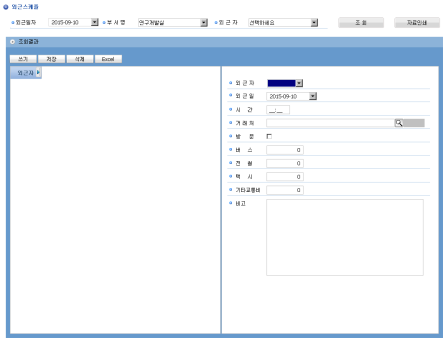 외근스케쥴
외근일자 2015-09-10 부 서 명 연구개발실 외 근 자 선택하세요 조 회 자료인쇄
조회결과
쓰기 저장 삭제 Excel
외근자
외 근 자
외 근 일 2015-09-10
시 간 __:__
거 래 처
방 문
버 스 0
전 철 0
택 시 0
기타교통비 0
비고